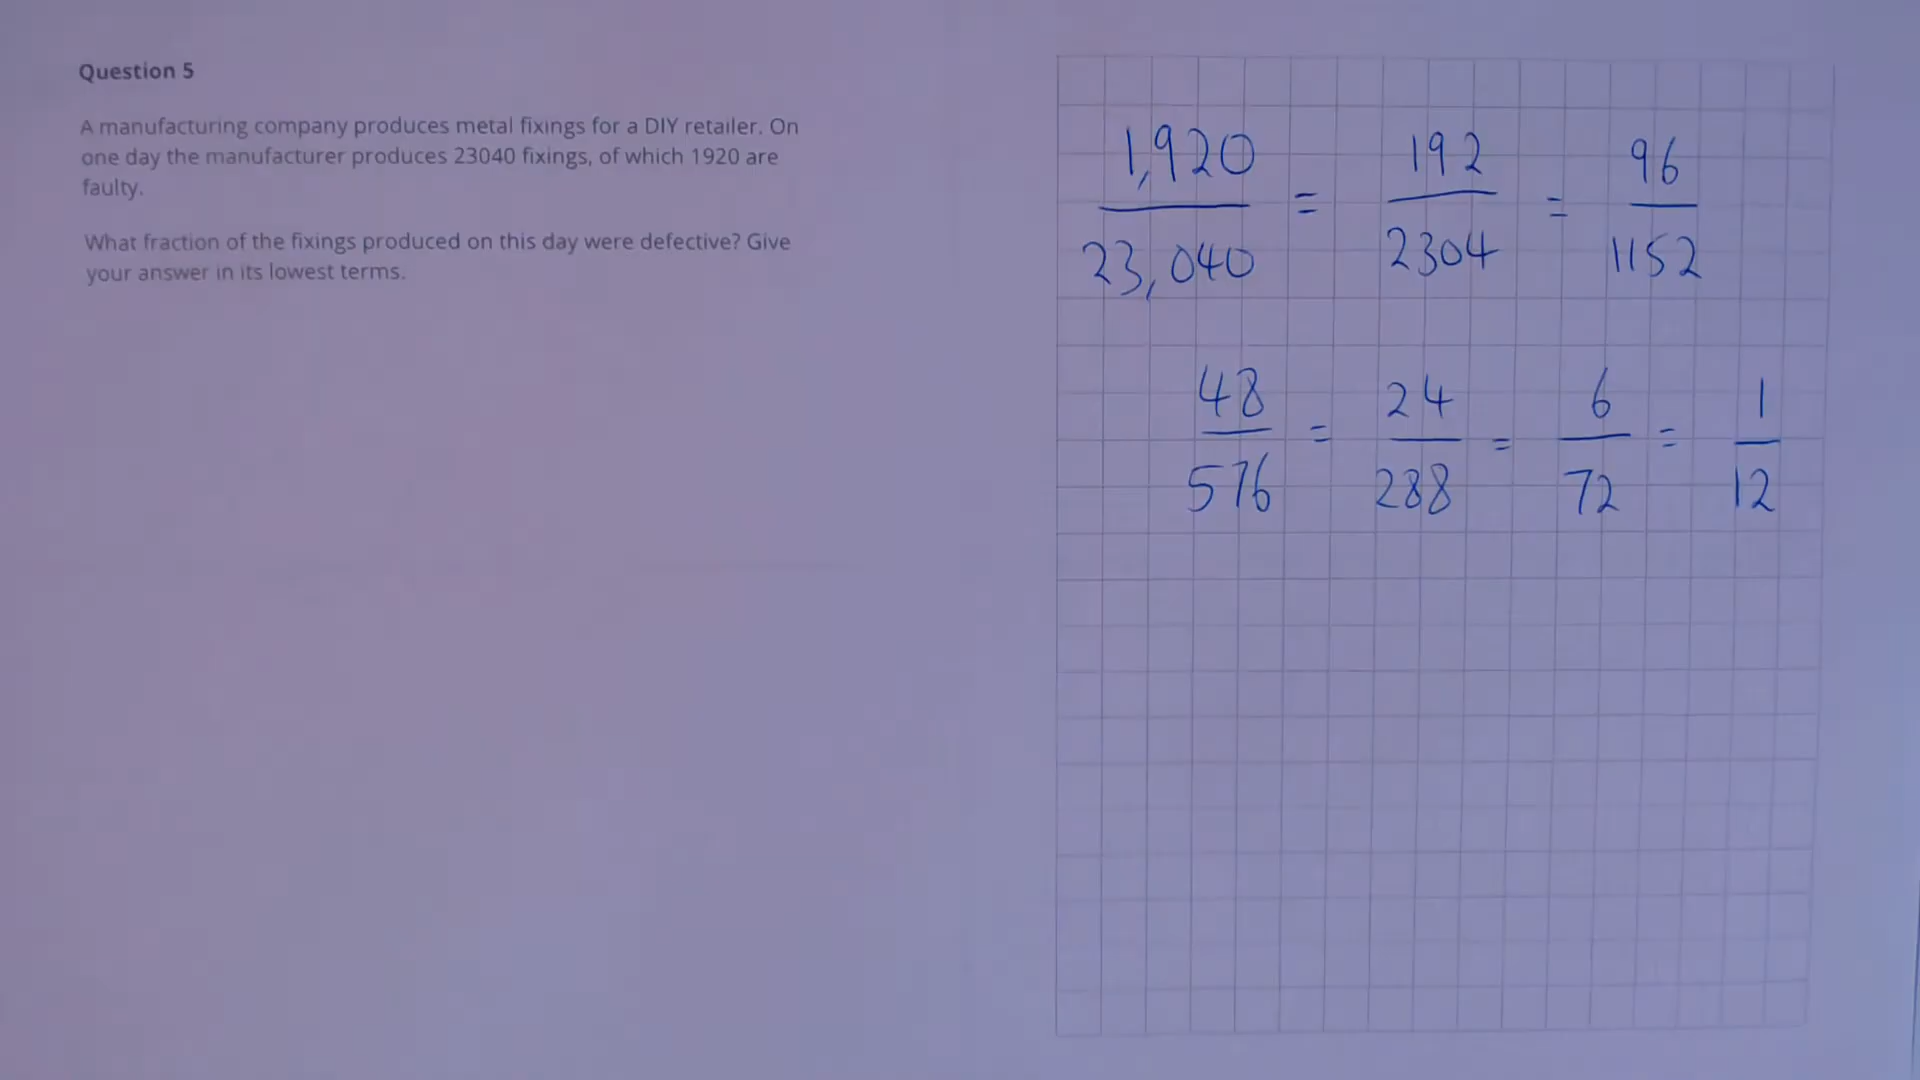 Question 5
A manufacturing company produces metal fixings for a DIY retailer. On
one day the manufacturer produces 23040 fixings, of which 1920 are
faulty.
What fraction of the fixings produced on this day were defective? Give
your answer in its lowest terms.
1,920/23,040 = 192/2304 = 96/1152
48/576 = 24/288 = 6/72 = 1/12